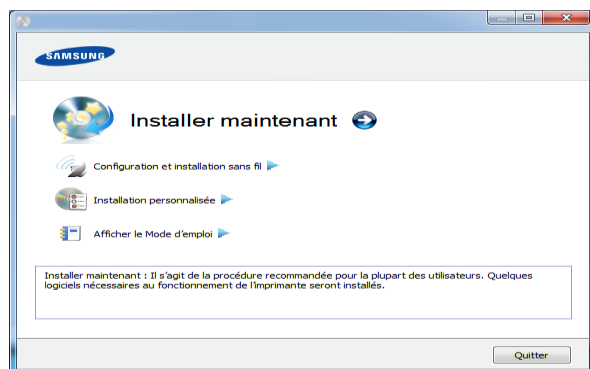 SAMSUNG
Installer maintenant
Configuration et installation sans fil
Installation personnalisée
Afficher le Mode d'emploi
Installer maintenant : Il s'agit de la procédure recommandée pour la plupart des utilisateurs. Quelques
logiciels nécessaires au fonctionnement de l'imprimante seront installés.
Quitter